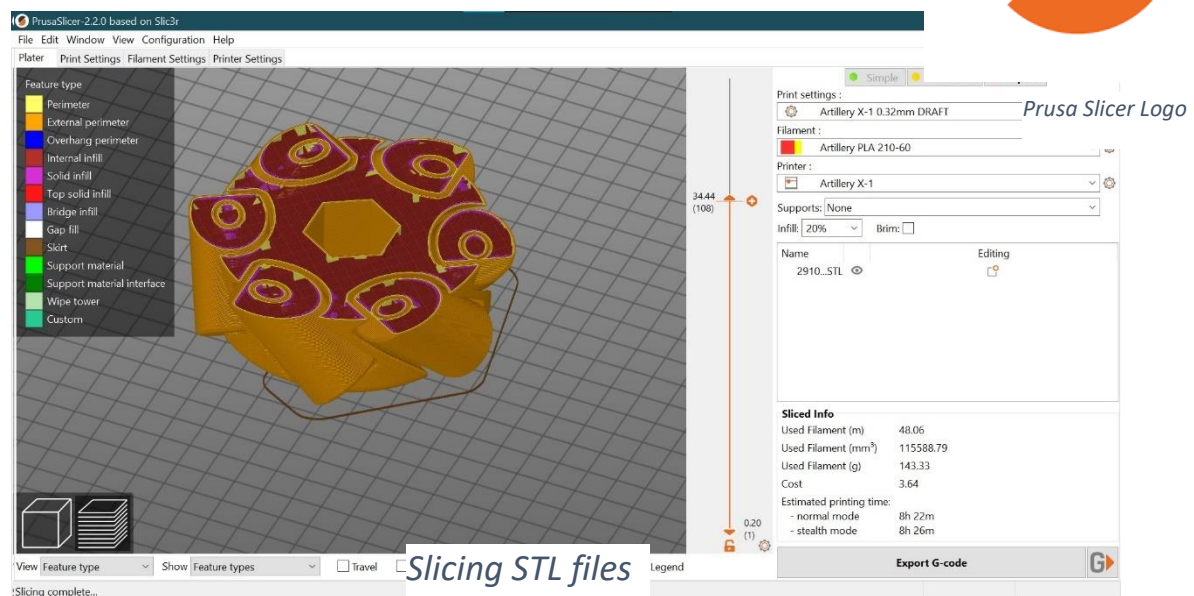 PrusaSlicer-2.2.0 based on Slic3r
File Edit Window View Configuration Help
Plater Print Settings Filament Settings Printer Settings
Feature type
Perimeter
External perimeter
Overhang perimeter
Internal infill
Solid infill
Top solid infill
Bridge infill
Gap fill
Skirt
Support material
Support material interface
Wipe tower
Custom
34.44
(108)
0.20
(1)
Simple
Print settings :
Artillery X-1 0.32mm DRAFT
Prusa Slicer Logo
Filament :
Artillery PLA 210-60
Printer :
Artillery X-1
Supports: None
Infill: 20% Brim:
Name Editing
2910...STL
Sliced Info
Used Filament (m) 48.06
Used Filament (mm³) 115588.79
Used Filament (g) 143.33
Cost 3.64
Estimated printing time:
- normal mode 8h 22m
- stealth mode 8h 26m
Export G-code
G
View Feature type Show Feature types Travel Legend
Slicing STL files
Slicing complete...